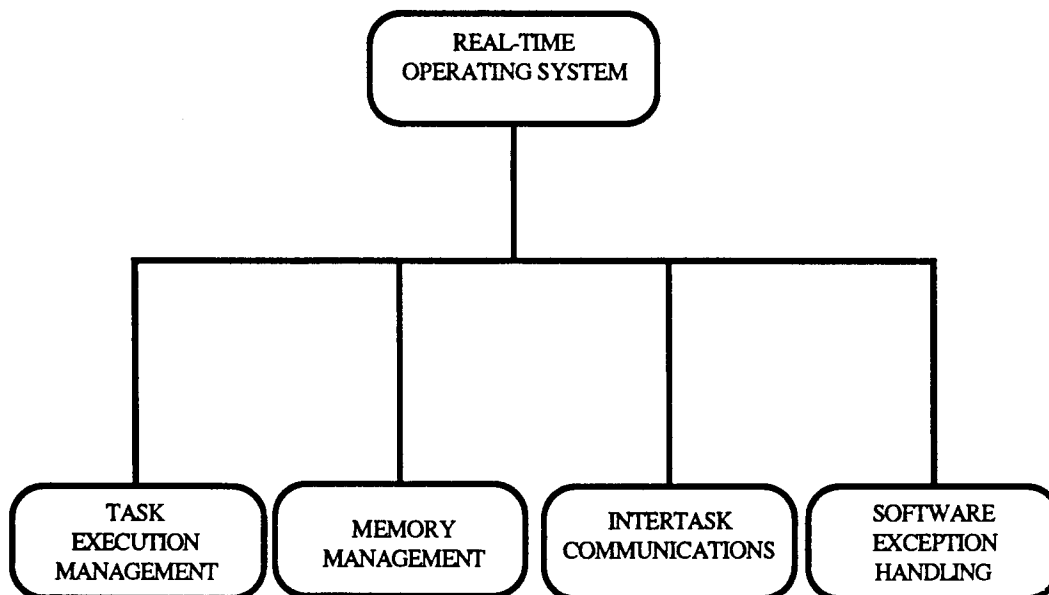 REAL-TIME
OPERATING SYSTEM
TASK
EXECUTION
MANAGEMENT
MEMORY
MANAGEMENT
INTERTASK
COMMUNICATIONS
SOFTWARE
EXCEPTION
HANDLING